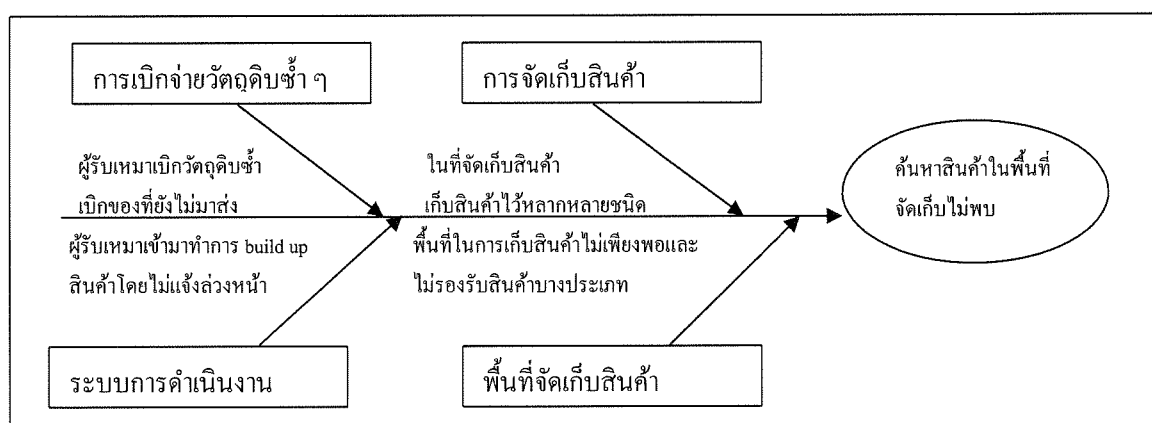 การเบิกจ่ายวัตถุดิบซ้ำ ๆ
การจัดเก็บสินค้า
ผู้รับเหมาเบิกวัตถุดิบซ้ำ
เบิกของที่ยังไม่มาส่ง
ในที่จัดเก็บสินค้า
เก็บสินค้าไว้หลากหลายชนิด
ค้นหาสินค้าในพื้นที่
จัดเก็บไม่พบ
ผู้รับเหมาเข้ามาทำการ build up
สินค้าโดยไม่แจ้งล่วงหน้า
พื้นที่ในการเก็บสินค้าไม่เพียงพอและ
ไม่รองรับสินค้าบางประเภท
ระบบการดำเนินงาน
พื้นที่จัดเก็บสินค้า